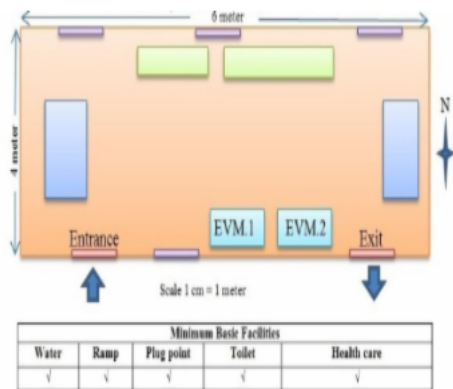 6 meter
N
4 meter
EVM.1 EVM.2
Entrance Exit
Scale 1 cm = 1 meter
Minimum Basic Facilities
Water Ramp Plug point Toilet Health care
√ √ √ √ √